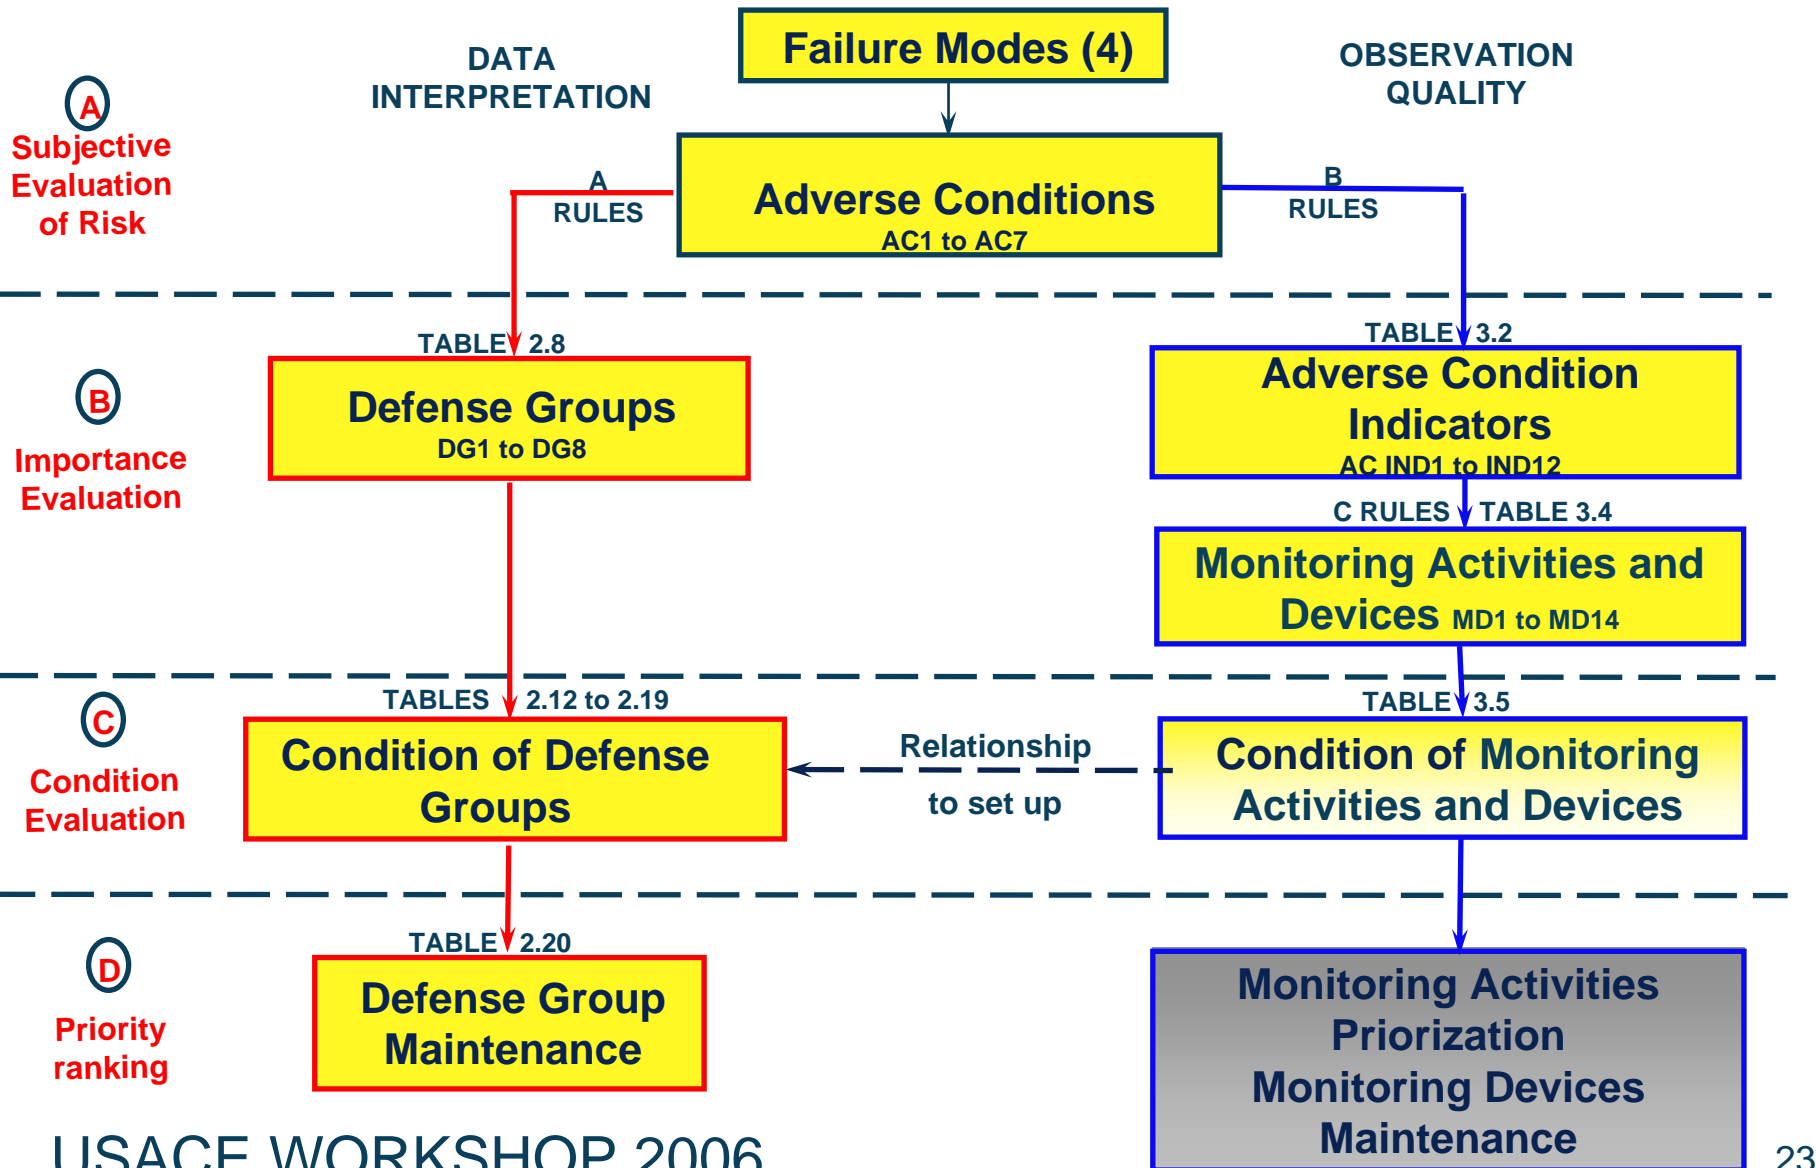 Failure Modes (4)
DATA
INTERPRETATION
OBSERVATION
QUALITY
A
Subjective
Evaluation
of Risk
A
RULES
Adverse Conditions
AC1 to AC7
B
RULES
TABLE 2.8
TABLE 3.2
B
Importance
Evaluation
Defense Groups
DG1 to DG8
Adverse Condition
Indicators
AC IND1 to IND12
C RULES TABLE 3.4
Monitoring Activities and
Devices MD1 to MD14
TABLES 2.12 to 2.19
TABLE 3.5
C
Condition
Evaluation
Condition of Defense
Groups
Relationship
to set up
Condition of Monitoring
Activities and Devices
TABLE 2.20
D
Priority
ranking
Defense Group
Maintenance
Monitoring Activities
Priorization
Monitoring Devices
Maintenance
USACE WORKSHOP 2006
23